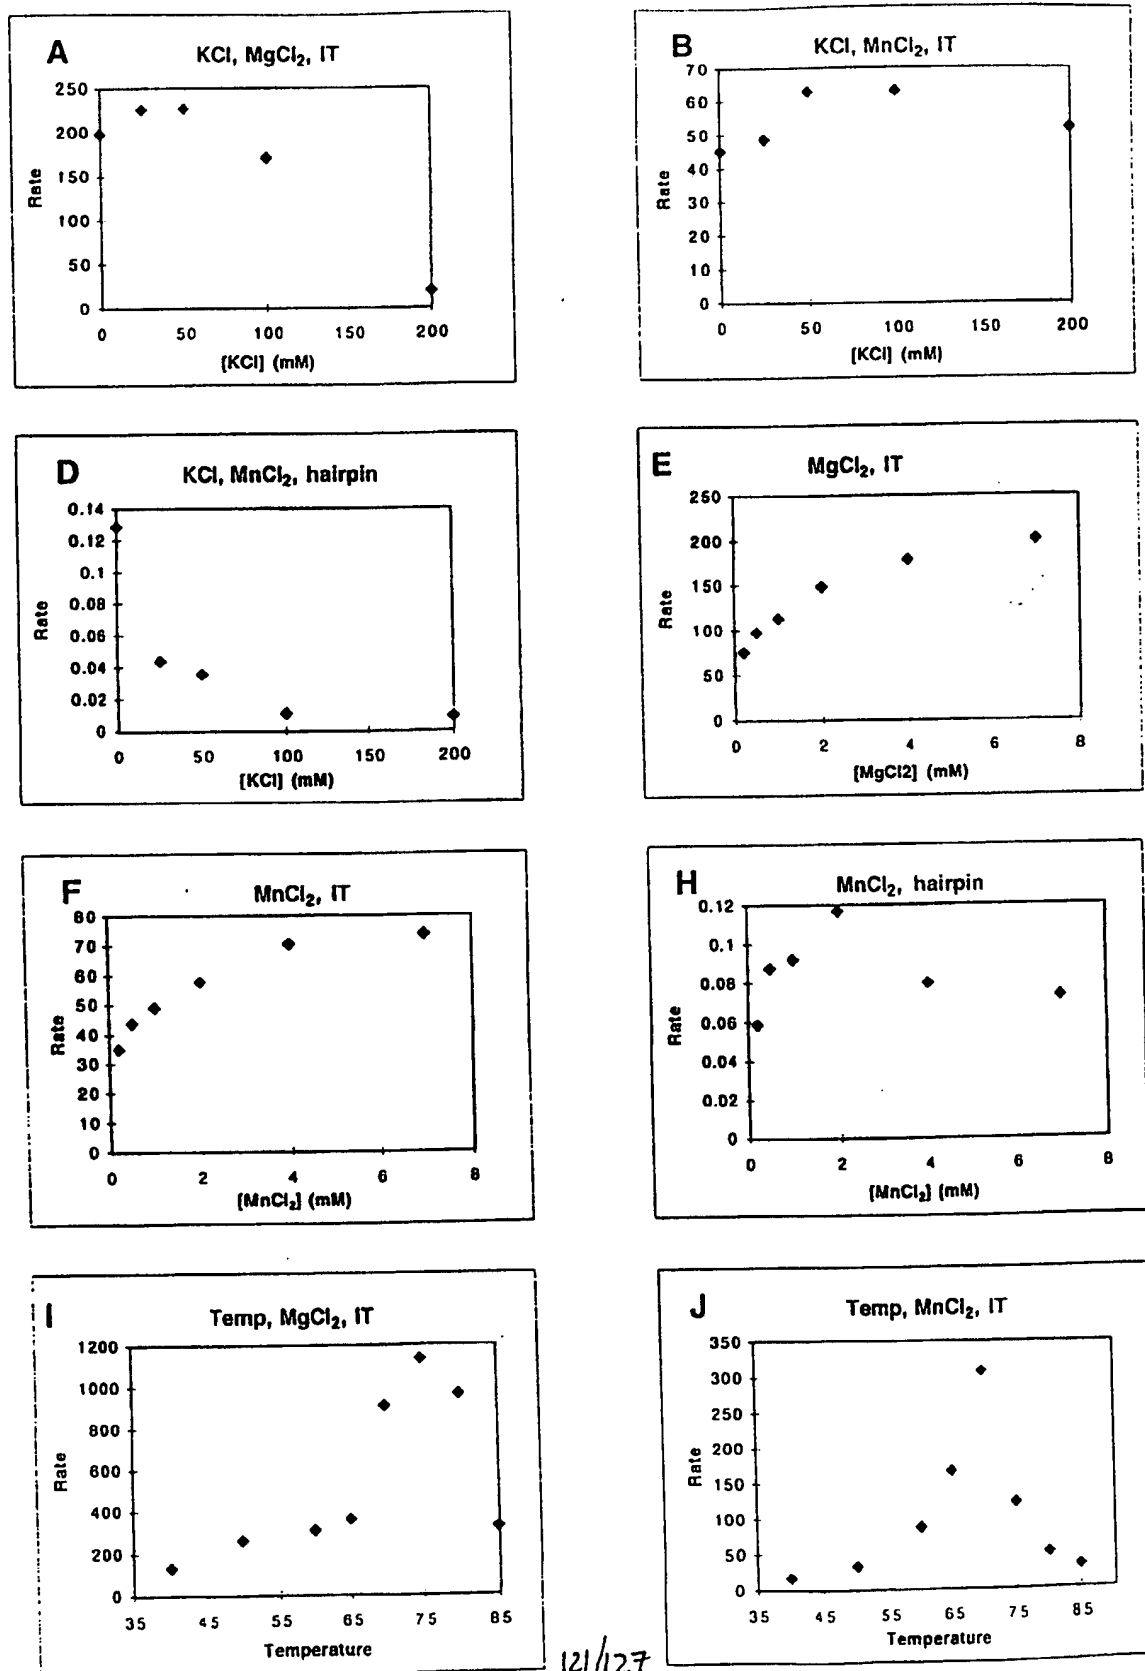 A
KCl, MgCl₂, IT
250
200
150
100
50
0
Rate
0 50 100 150 200
[KCl] (mM)
B
KCl, MnCl₂, IT
70
60
50
40
30
20
10
0
Rate
0 50 100 150 200
[KCl] (mM)
D
KCl, MnCl₂, hairpin
0.14
0.12
0.1
0.08
0.06
0.04
0.02
0
Rate
0 50 100 150 200
[KCl] (mM)
E
MgCl₂, IT
250
200
150
100
50
0
Rate
0 2 4 6 8
[MgCl2] (mM)
F
MnCl₂, IT
80
70
60
50
40
30
20
10
0
Rate
0 2 4 6 8
[MnCl₂] (mM)
H
MnCl₂, hairpin
0.12
0.1
0.08
0.06
0.04
0.02
0
Rate
0 2 4 6 8
[MnCl₂] (mM)
I
Temp, MgCl₂, IT
1200
1000
800
600
400
200
0
Rate
35 45 55 65 75 85
Temperature
J
Temp, MnCl₂, IT
350
300
250
200
150
100
50
0
Rate
35 45 55 65 75 85
Temperature
121/127